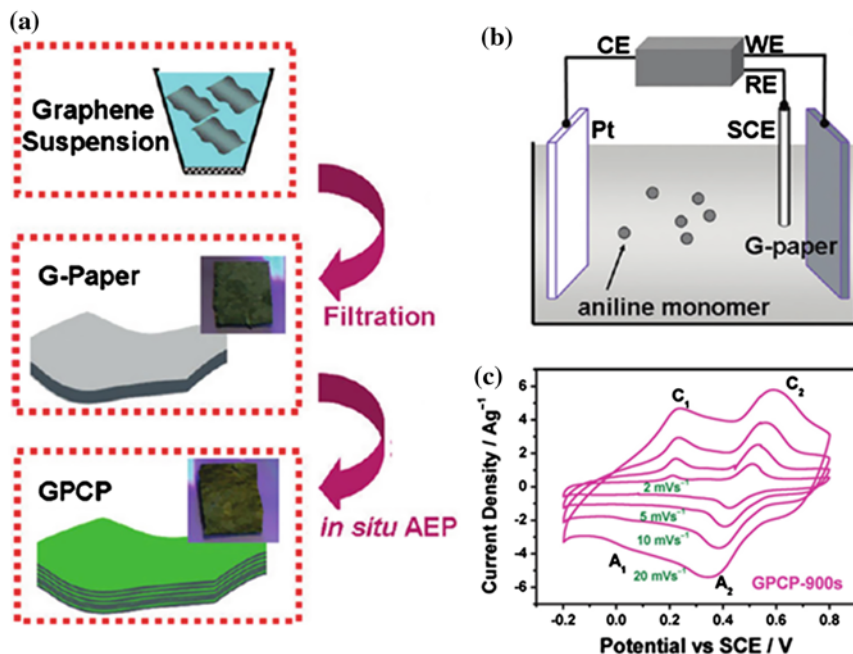 (a)
Graphene
Suspension
G-Paper
Filtration
GPCP
in situ AEP
(b)
CE
WE
RE
Pt
SCE
G-paper
aniline monomer
(c)
Current Density / Ag⁻¹
6
4
2
0
-2
-4
-6
C₁
C₂
2 mVs⁻¹
5 mVs⁻¹
10 mVs⁻¹
20 mVs⁻¹
A₁
A₂
GPCP-900s
-0.2 0.0 0.2 0.4 0.6 0.8
Potential vs SCE / V